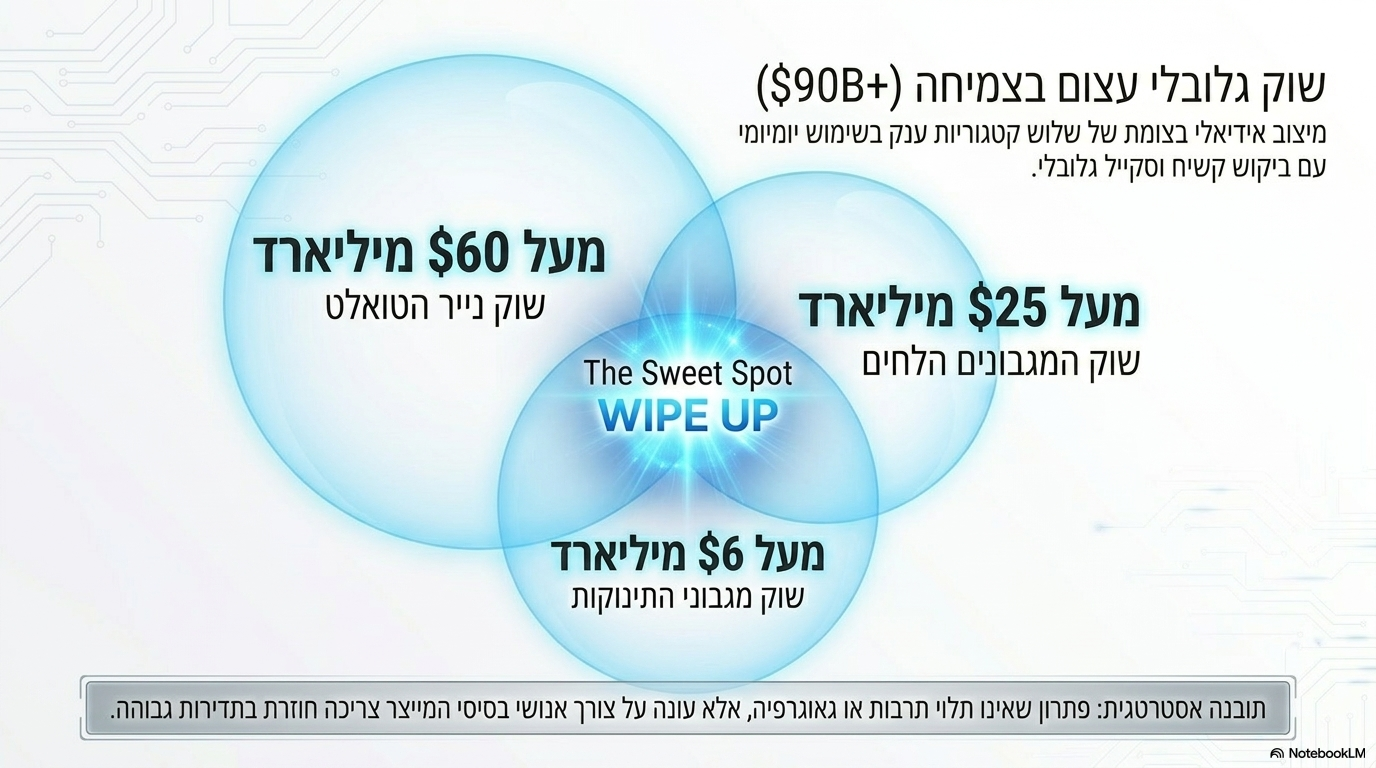 שוק גלובלי עצום בצמיחה ($90B+)
מיצוב אידיאלי בצומת של שלוש קטגוריות ענק בשימוש יומיומי
עם ביקוש קשיח וסקייל גלובלי.
מעל $60 מיליארד
שוק נייר הטואלט
מעל $25 מיליארד
שוק המגבונים הלחים
The Sweet Spot
WIPE UP
מעל $6 מיליארד
שוק מגבוני התינוקות
תובנה אסטרטגית: פתרון שאינו תלוי תרבות או גאוגרפיה, אלא עונה על צורך אנושי בסיסי המייצר צריכה חוזרת בתדירות גבוהה.
NotebookLM